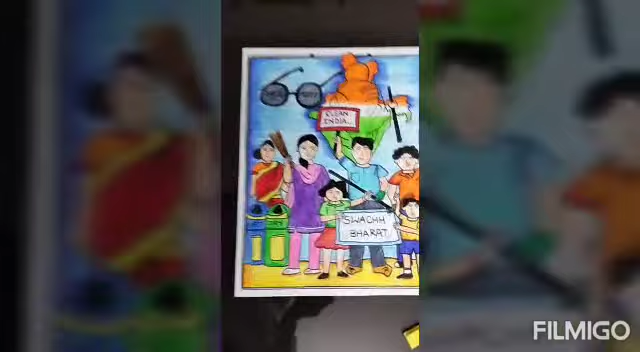 CLEAN
INDIA..
SWACHH
BHARAT
FILMIGO